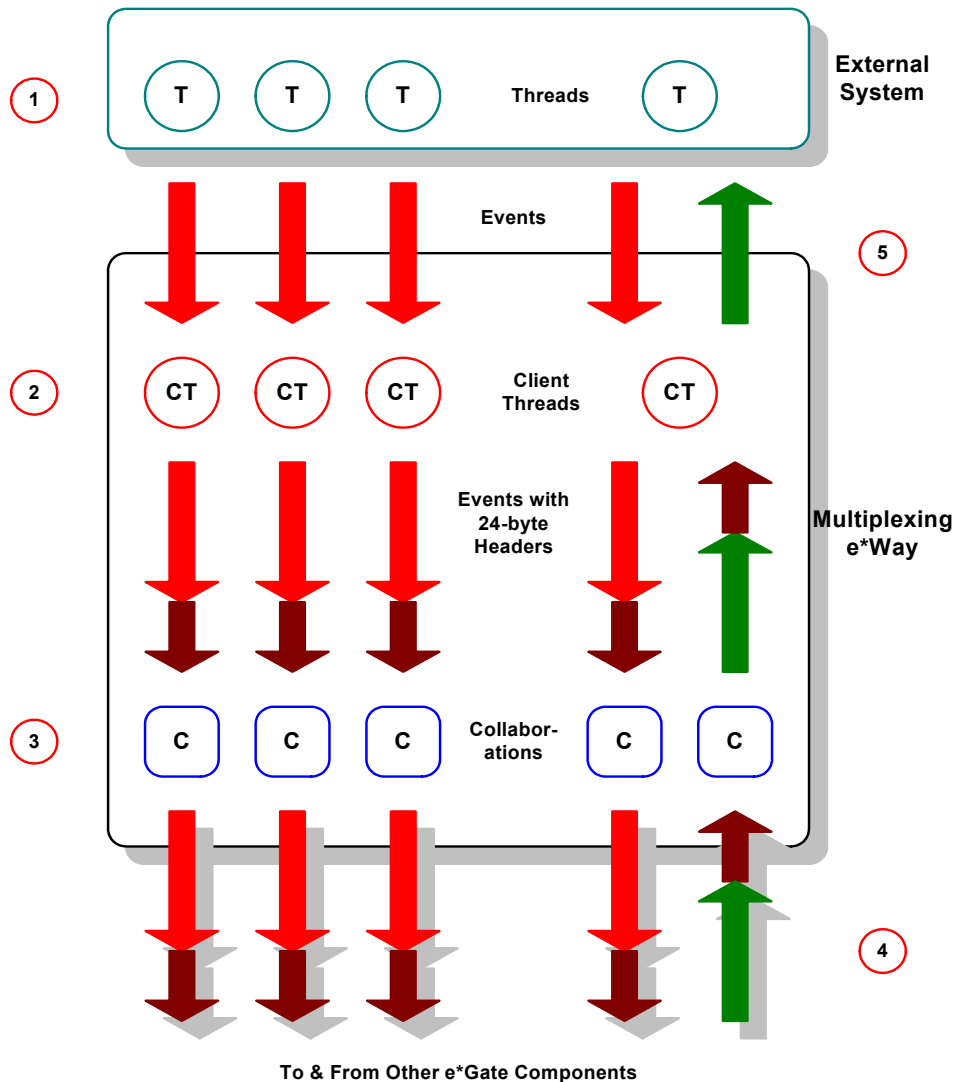 1
T
T
T
Threads
T
External
System
Events
5
2
CT
CT
CT
Client
Threads
CT
Events with
24-byte
Headers
Multiplexing
e*Way
3
C
C
C
Collabor-
ations
C
C
4
To & From Other e*Gate Components